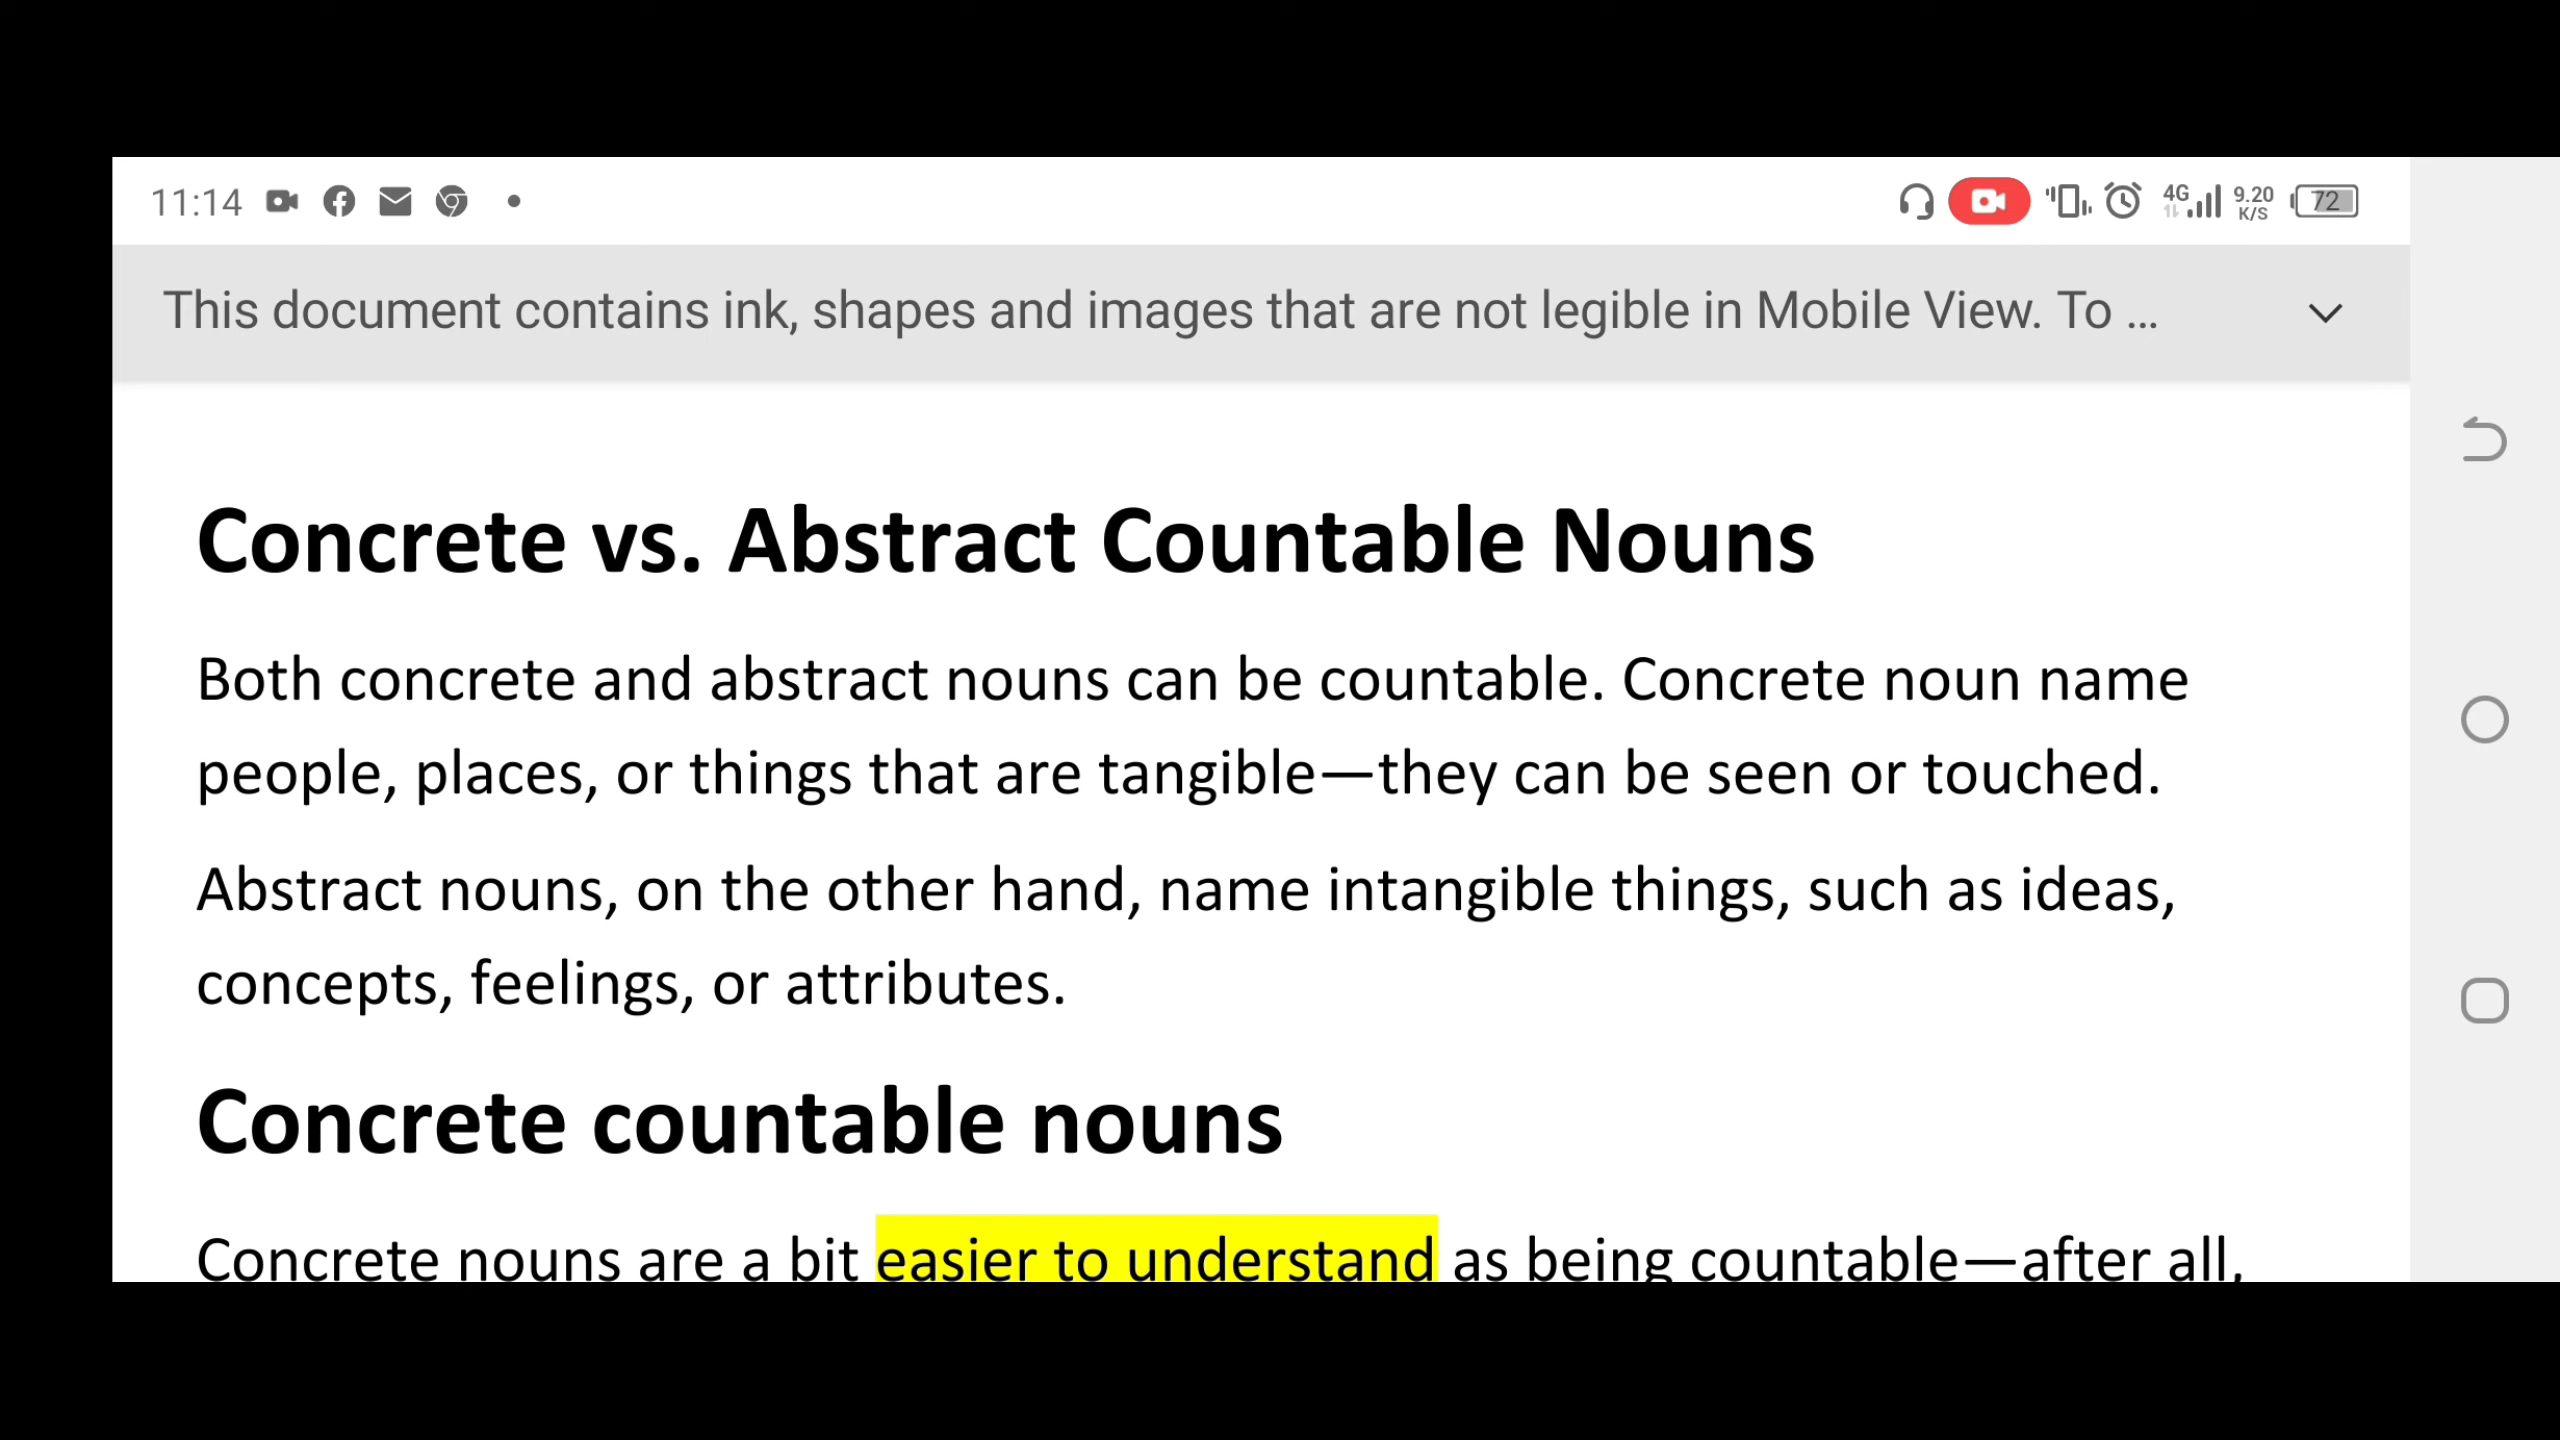 11:14 4G 9.20 K/S 72
This document contains ink, shapes and images that are not legible in Mobile View. To ...
Concrete vs. Abstract Countable Nouns
Both concrete and abstract nouns can be countable. Concrete noun name
people, places, or things that are tangible—they can be seen or touched.
Abstract nouns, on the other hand, name intangible things, such as ideas,
concepts, feelings, or attributes.
Concrete countable nouns
Concrete nouns are a bit easier to understand as being countable—after all,